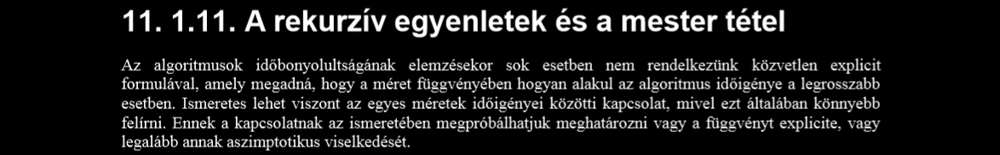 11. 1.11. A rekurzív egyenletek és a mester tétel
Az algoritmusok időbonyolultságának elemzésekor sok esetben nem rendelkezünk közvetlen explicit
formulával, amely megadná, hogy a méret függvényében hogyan alakul az algoritmus időigénye a legrosszabb
esetben. Ismeretes lehet viszont az egyes méretek időigényei közötti kapcsolat, mivel ezt általában könnyebb
felírni. Ennek a kapcsolatnak az ismeretében megpróbálhatjuk meghatározni vagy a függvényt explicite, vagy
legalább annak aszimptotikus viselkedését.